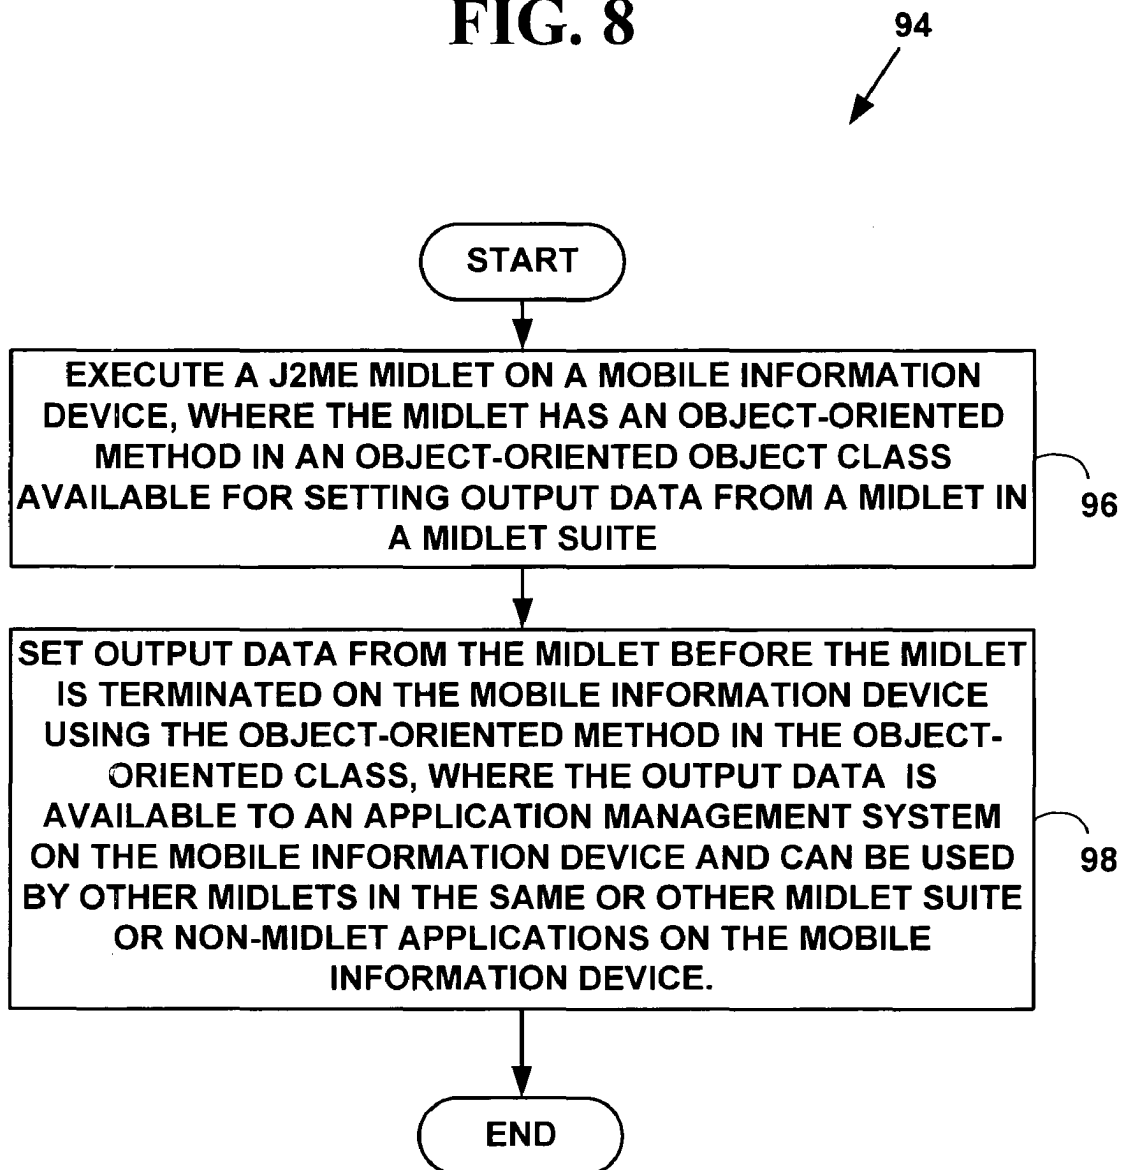 FIG. 8
94
START
EXECUTE A J2ME MIDLET ON A MOBILE INFORMATION
DEVICE, WHERE THE MIDLET HAS AN OBJECT-ORIENTED
METHOD IN AN OBJECT-ORIENTED OBJECT CLASS
AVAILABLE FOR SETTING OUTPUT DATA FROM A MIDLET IN
A MIDLET SUITE
96
SET OUTPUT DATA FROM THE MIDLET BEFORE THE MIDLET
IS TERMINATED ON THE MOBILE INFORMATION DEVICE
USING THE OBJECT-ORIENTED METHOD IN THE OBJECT-
ORIENTED CLASS, WHERE THE OUTPUT DATA IS
AVAILABLE TO AN APPLICATION MANAGEMENT SYSTEM
ON THE MOBILE INFORMATION DEVICE AND CAN BE USED
BY OTHER MIDLETS IN THE SAME OR OTHER MIDLET SUITE
OR NON-MIDLET APPLICATIONS ON THE MOBILE
INFORMATION DEVICE.
98
END